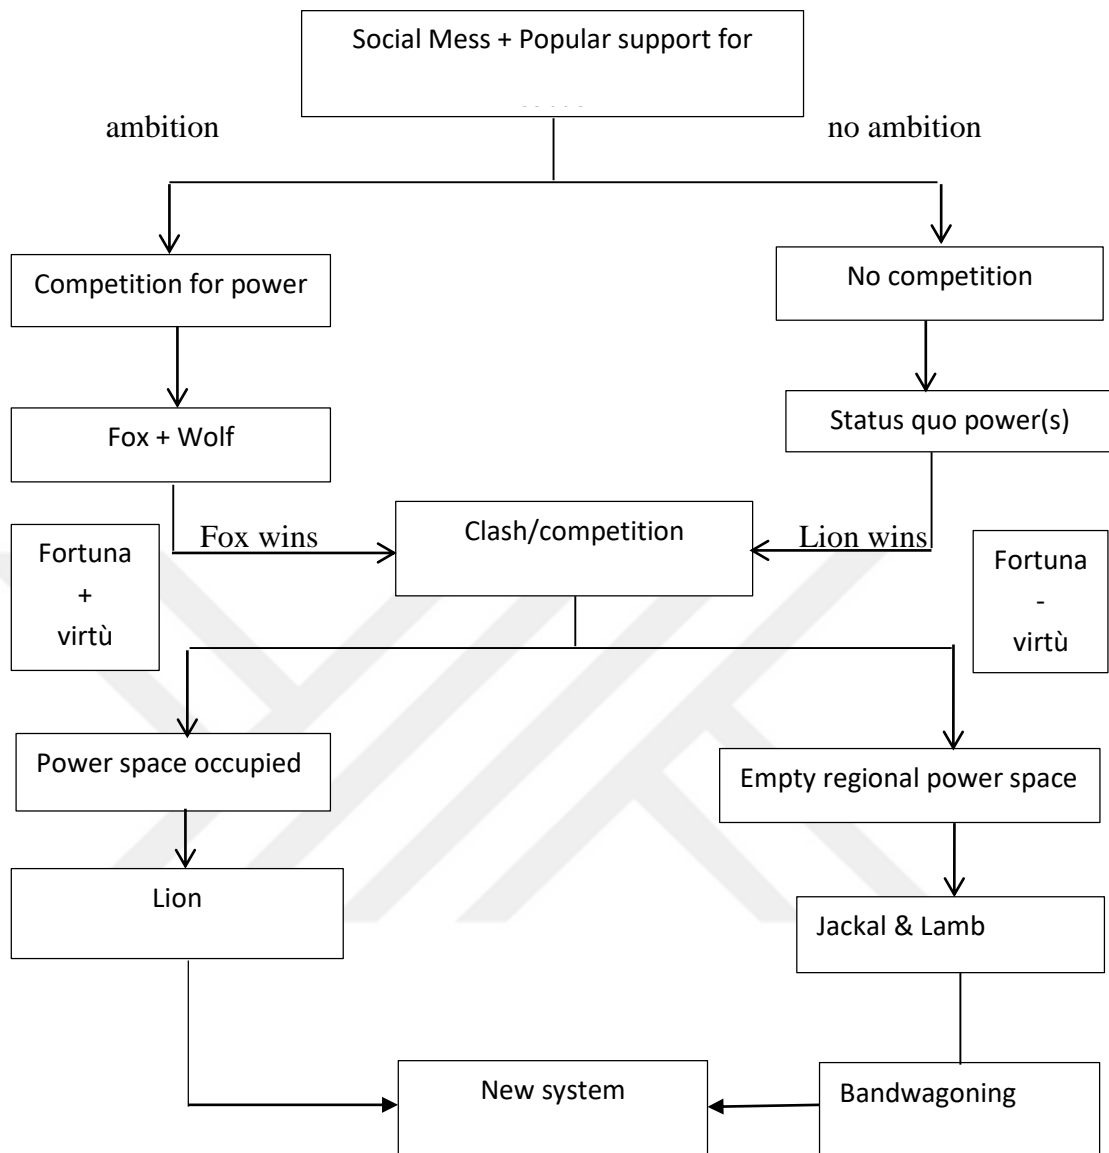 Social Mess + Popular support for
ambition
no ambition
Competition for power
No competition
Fox + Wolf
Status quo power(s)
Fox wins
Clash/competition
Lion wins
Fortuna
+
virtù
Fortuna
-
virtù
Power space occupied
Empty regional power space
Lion
Jackal & Lamb
New system
Bandwagoning